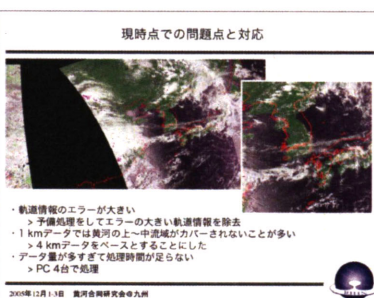 現時点での問題点と対応
・軌道情報のエラーが大きい
> 予備処理をしてエラーの大きい軌道情報を除去
・1 kmデータでは黄河の上〜中流域がカバーされないことが多い
> 4 kmデータをベースとすることにした
・データ量が多すぎて処理時間が足らない
> PC 4台で処理
2005年12月1-3日 黄河合同研究会@九州